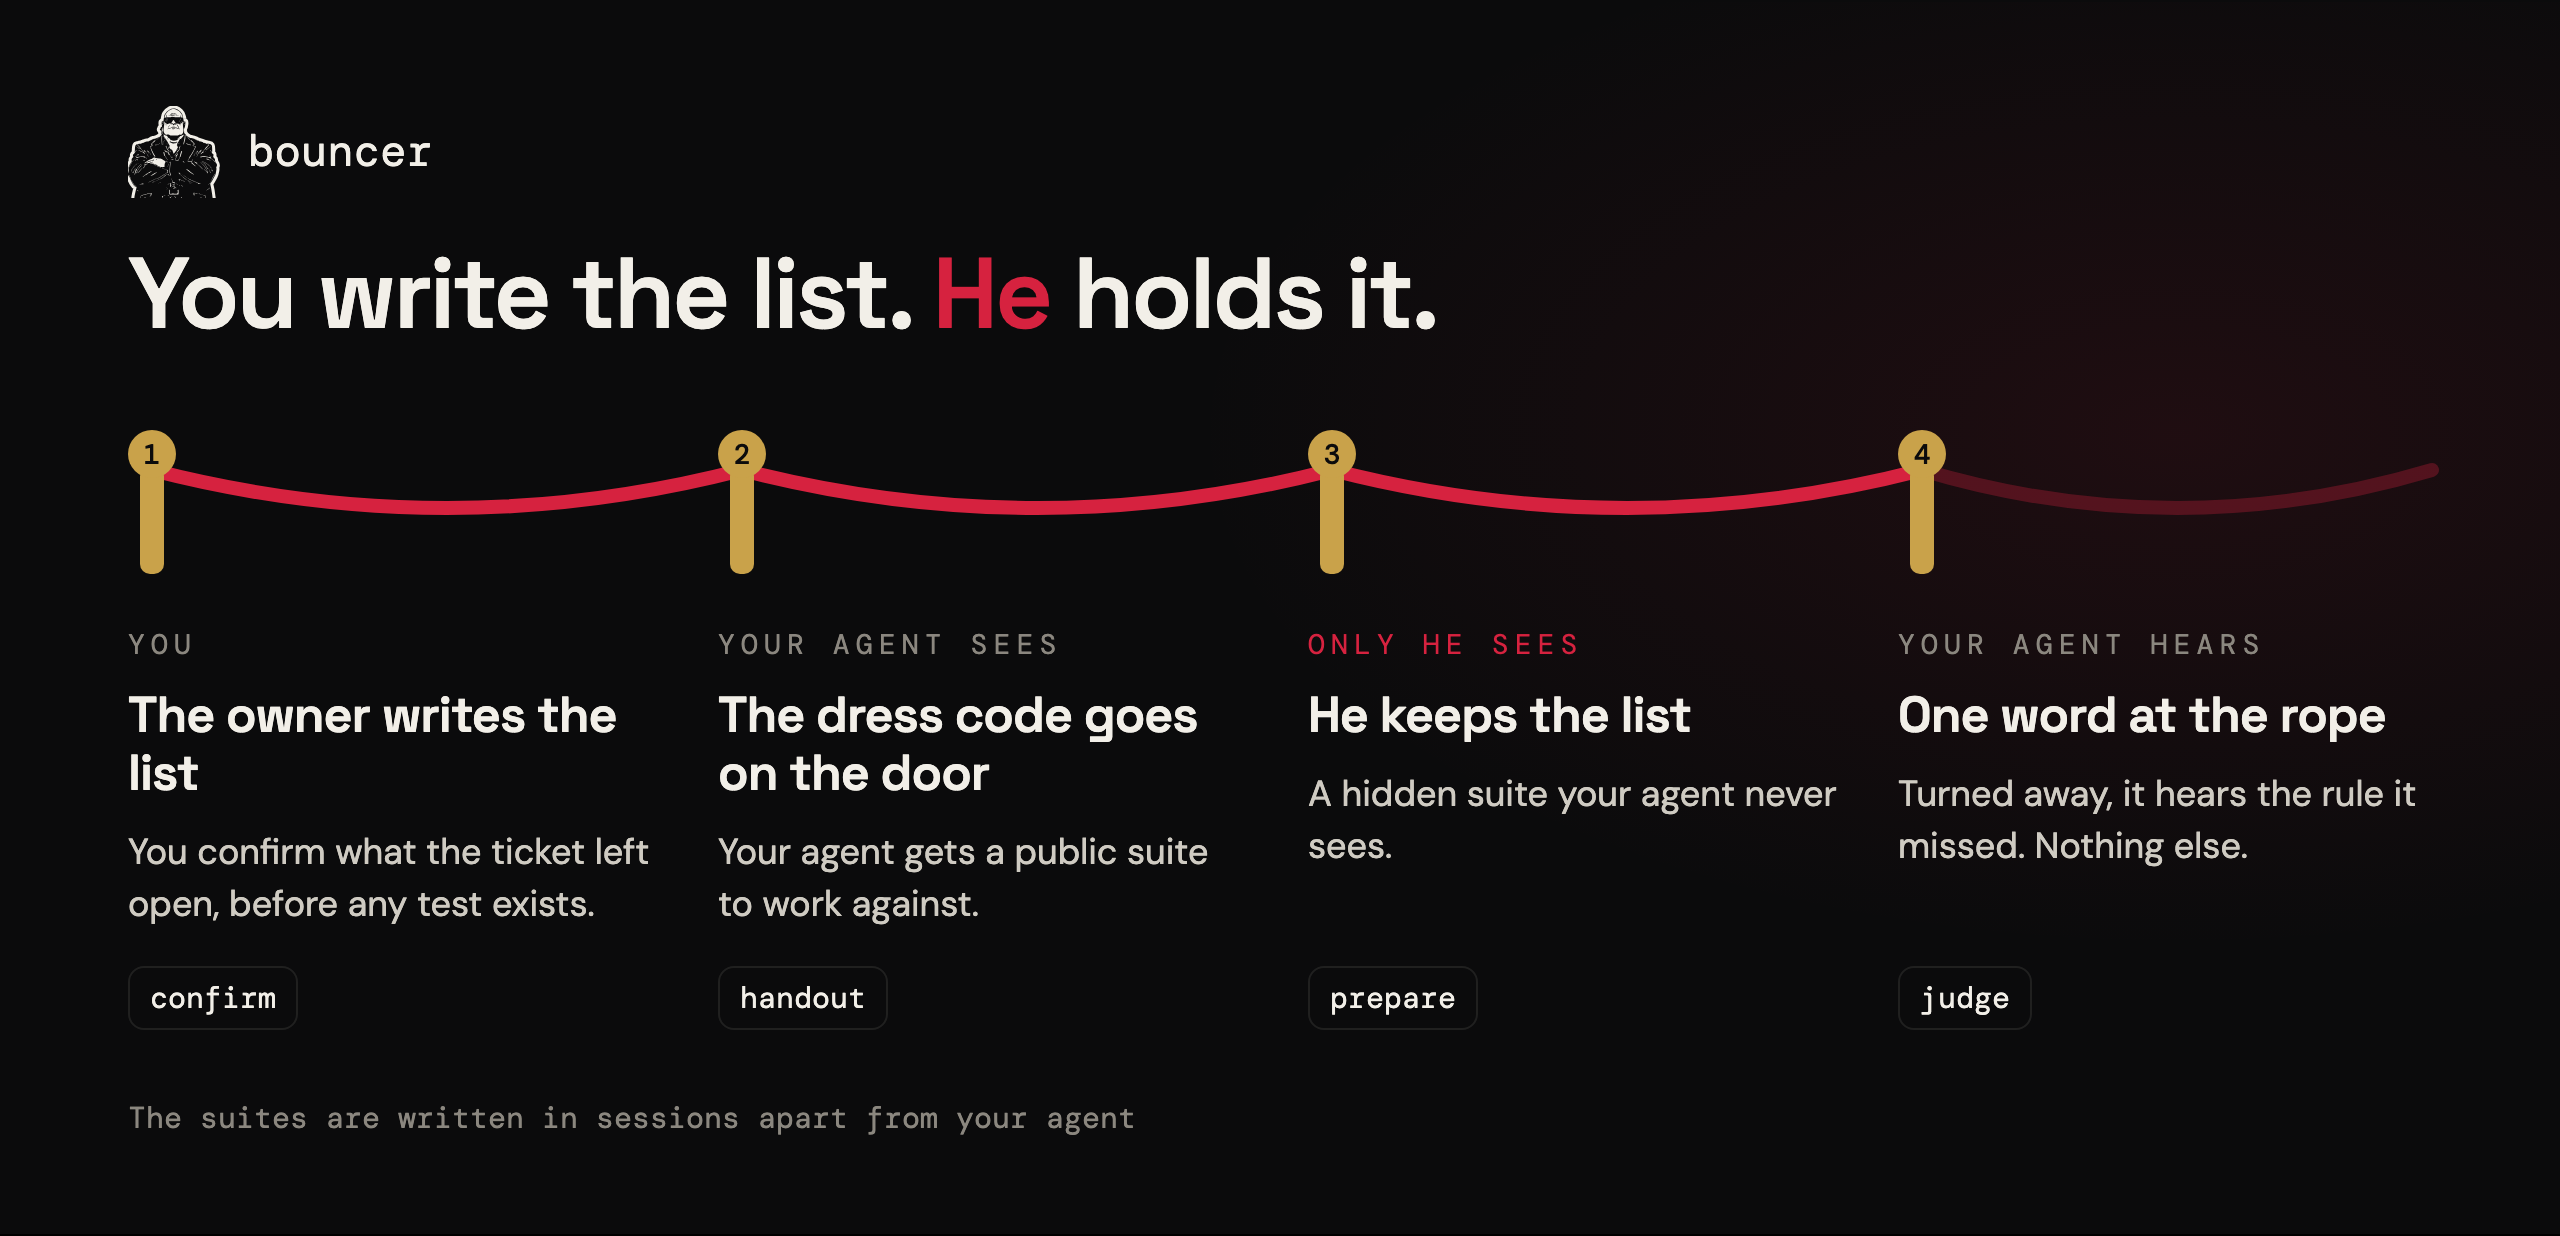 bouncer
You write the list. He holds it.
1
2
3
4
YOU
The owner writes the
list
You confirm what the ticket left
open, before any test exists.
confirm
YOUR AGENT SEES
The dress code goes
on the door
Your agent gets a public suite
to work against.
handout
ONLY HE SEES
He keeps the list
A hidden suite your agent never
sees.
prepare
YOUR AGENT HEARS
One word at the rope
Turned away, it hears the rule it
missed. Nothing else.
judge
The suites are written in sessions apart from your agent